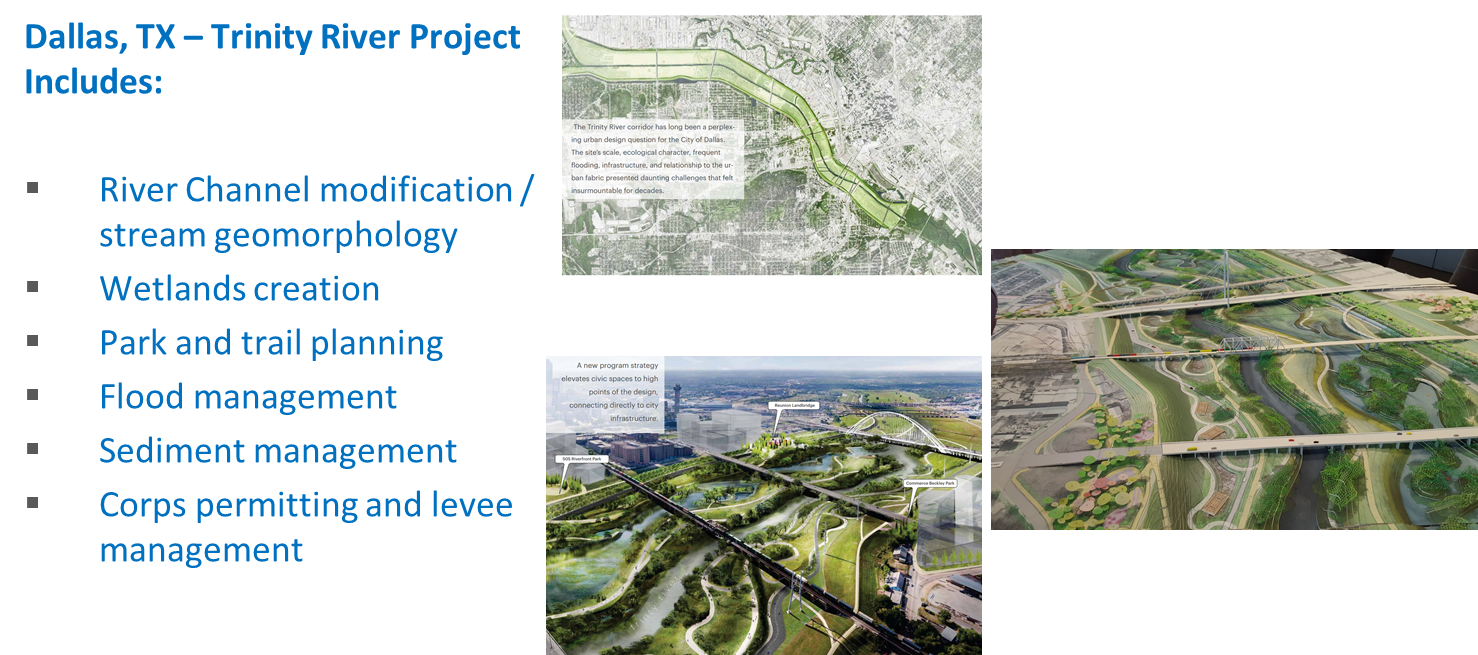 Dallas, TX – Trinity River Project
Includes:
▪ River Channel modification /
stream geomorphology
▪ Wetlands creation
▪ Park and trail planning
▪ Flood management
▪ Sediment management
▪ Corps permitting and levee
management
The Trinity River corridor has long been a perplex-
ing urban design question for the City of Dallas.
The site's scale, ecological character, frequent
flooding, infrastructure, and relationship to the ur-
ban fabric presented daunting challenges that felt
insurmountable for decades.
A new program strategy
elevates civic spaces to high
points of the design,
connecting directly to city
infrastructure.
Reunion Landbridge
505 Riverfront Park
Commerce Beckley Park